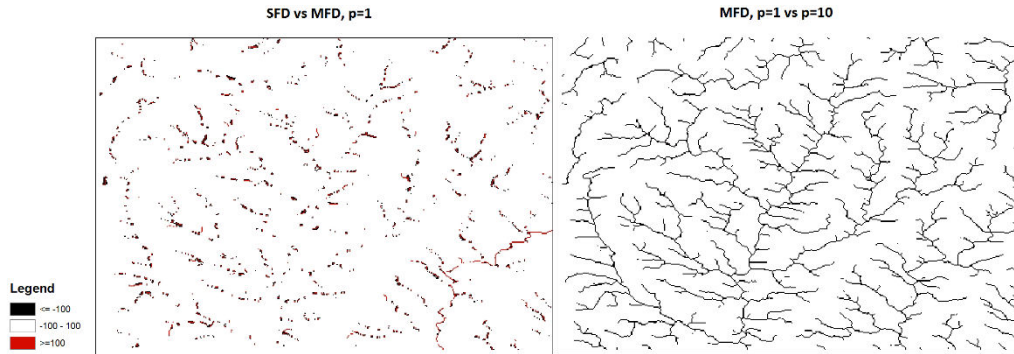 SFD vs MFD, p=1
MFD, p=1 vs p=10
Legend
<= -100
-100 - 100
>=100